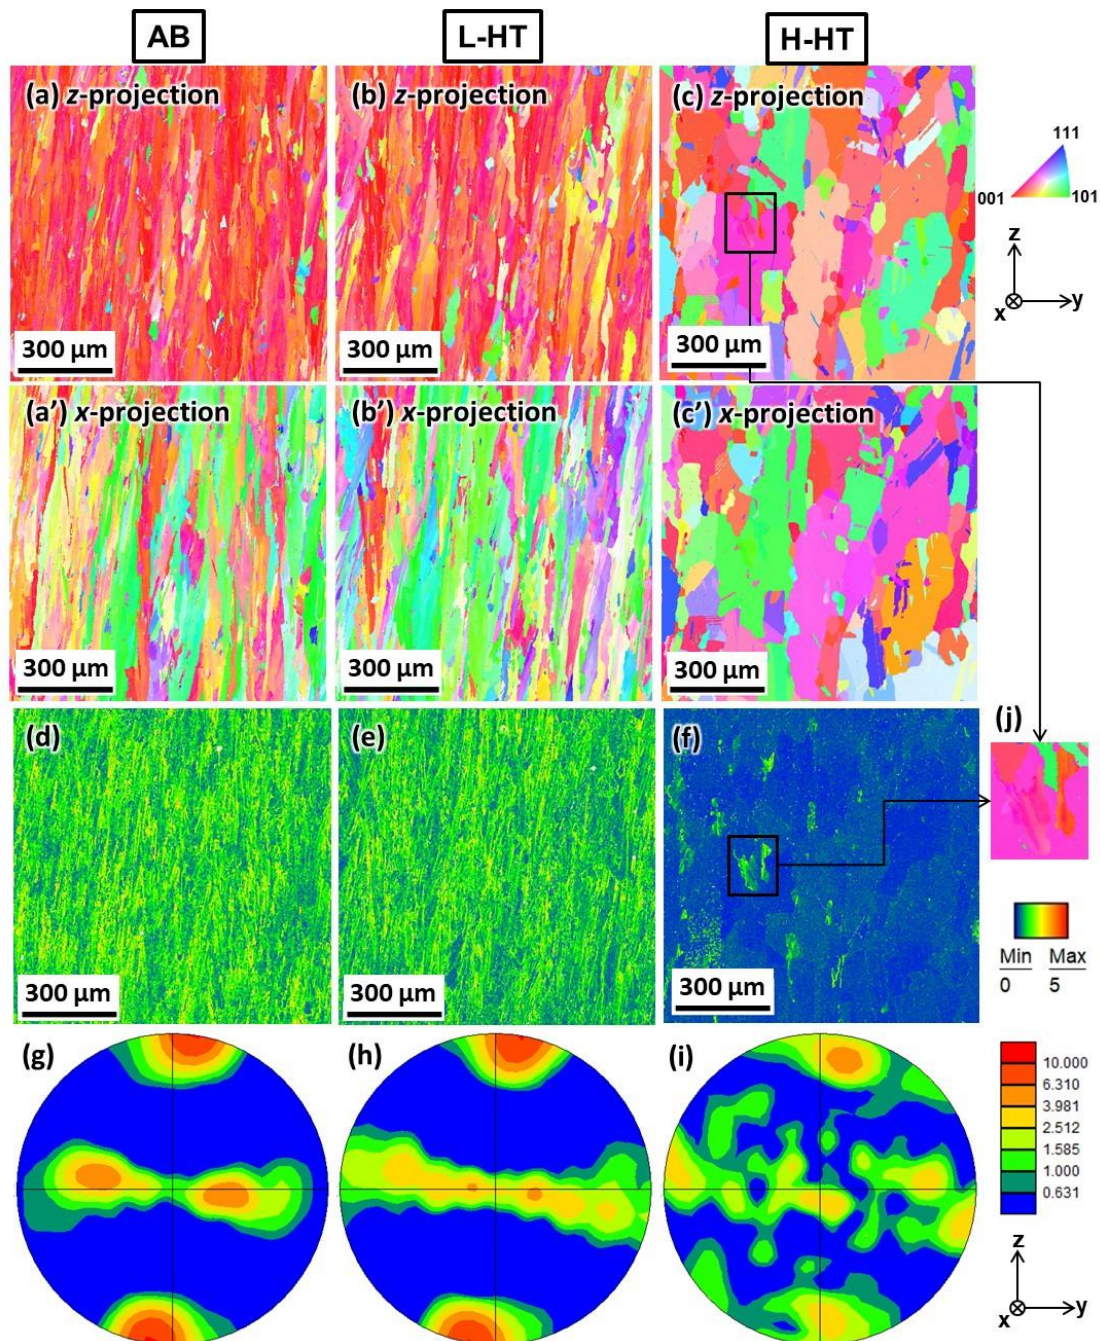 AB
L-HT
H-HT
(a) z-projection
(b) z-projection
(c) z-projection
111
001
101
z
x
y
300 µm
300 µm
300 µm
(a') x-projection
(b') x-projection
(c') x-projection
300 µm
300 µm
300 µm
(d)
(e)
(f)
(j)
300 µm
300 µm
300 µm
Min Max
0 5
(g)
(h)
(i)
10.000
6.310
3.981
2.512
1.585
1.000
0.631
z
x
y